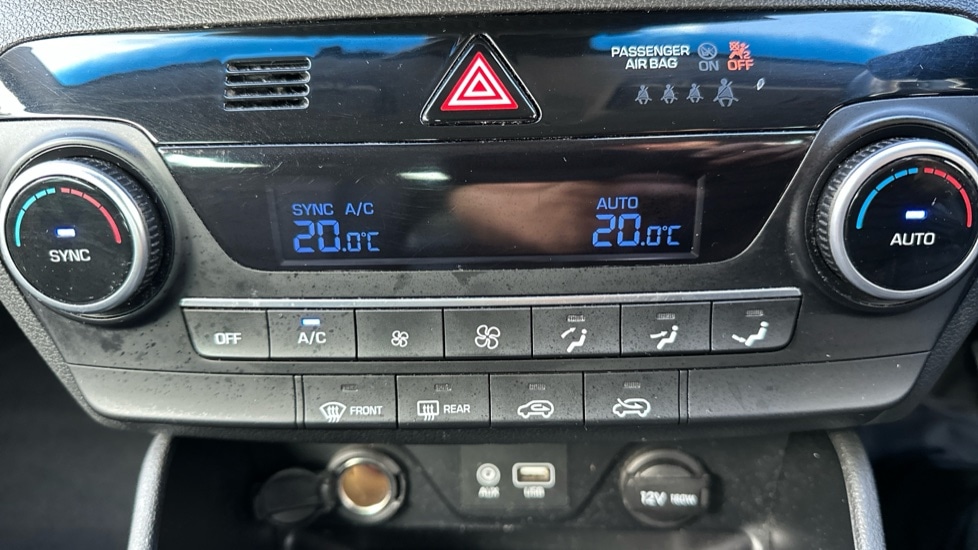 PASSENGER
AIR BAG ON OFF
SYNC A/C AUTO
20.0°C 20.0°C
SYNC AUTO
OFF A/C
FRONT REAR
AUX USB
12V 180W